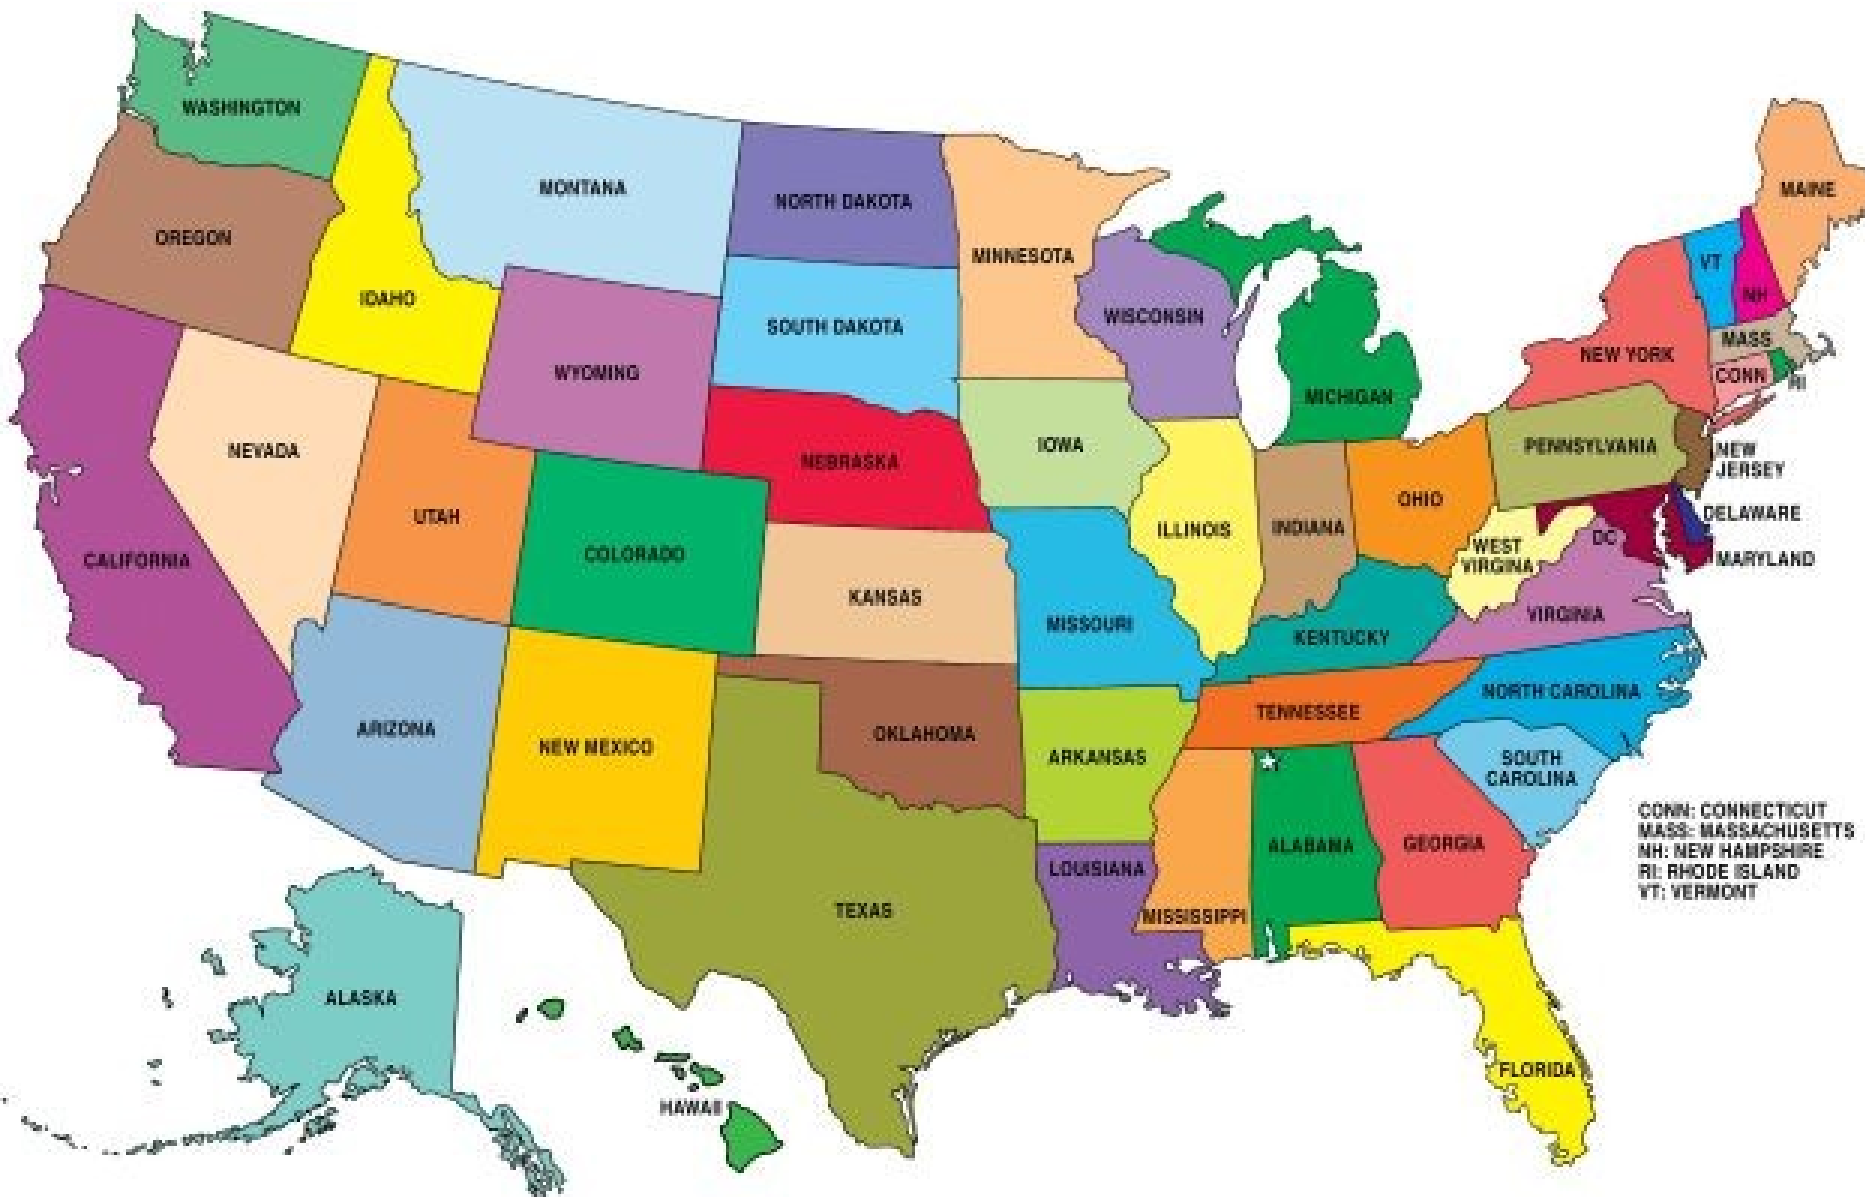 WASHINGTON
MONTANA
NORTH DAKOTA
MINNESOTA
MAINE
OREGON
IDAHO
WYOMING
SOUTH DAKOTA
WISCONSIN
MICHIGAN
VT
NH
MASS
NEW YORK
CONN
RI
NEVADA
UTAH
COLORADO
NEBRASKA
IOWA
ILLINOIS
INDIANA
OHIO
PENNSYLVANIA
NEW
JERSEY
DELAWARE
MARYLAND
DC
WEST
VIRGINA
VIRGINIA
CALIFORNIA
KANSAS
MISSOURI
KENTUCKY
ARIZONA
NEW MEXICO
OKLAHOMA
ARKANSAS
TENNESSEE
NORTH CAROLINA
SOUTH
CAROLINA
TEXAS
LOUISIANA
MISSISSIPPI
ALABAMA
GEORGIA
FLORIDA
ALASKA
HAWAII
CONN: CONNECTICUT
MASS: MASSACHUSETTS
NH: NEW HAMPSHIRE
RI: RHODE ISLAND
VT: VERMONT